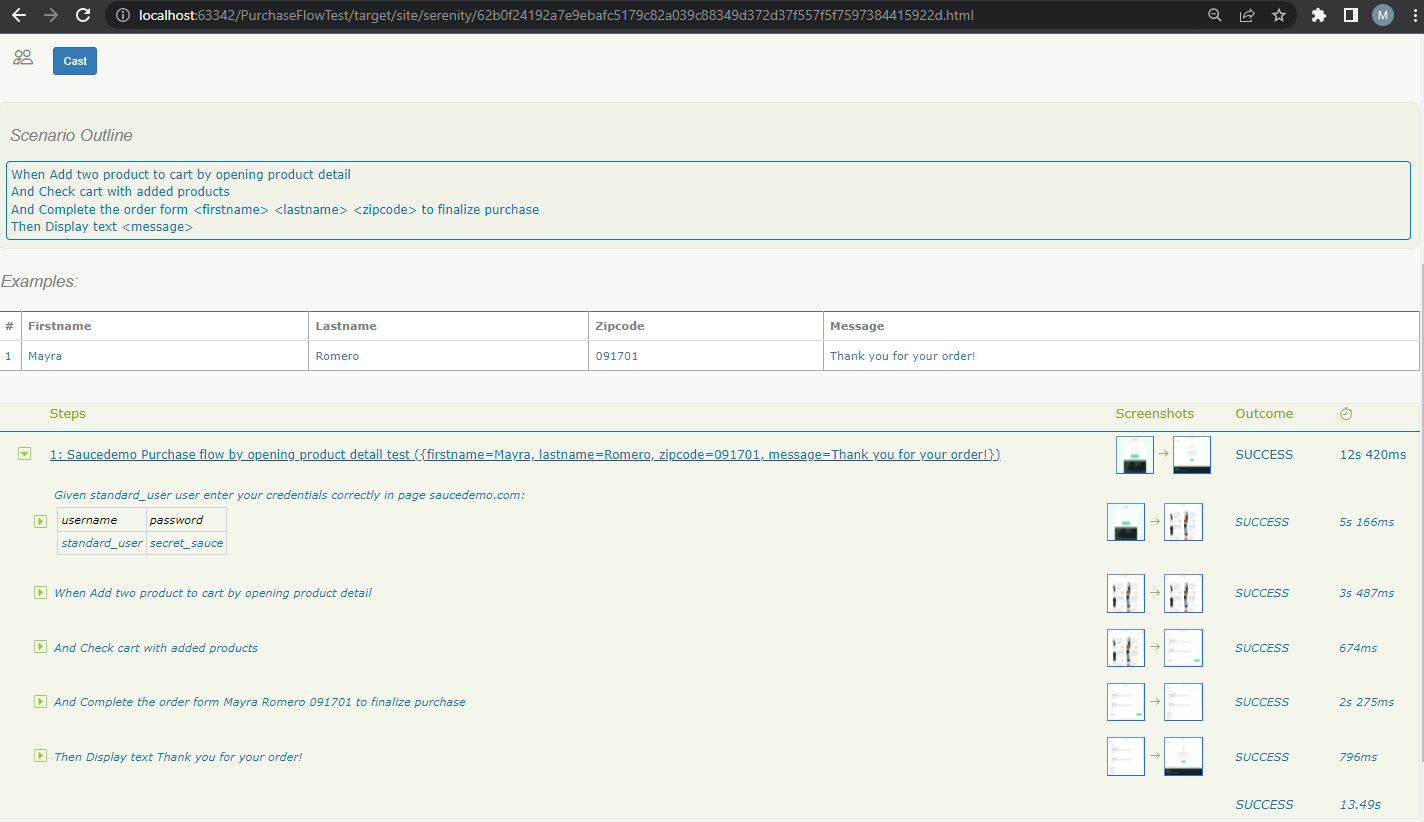 localhost:63342/PurchaseFlowTest/target/site/serenity/62b0f24192a7e9ebafc5179c82a039c88349d372d37f557f5f7597384415922d.html
M
Cast
Scenario Outline
When Add two product to cart by opening product detail
And Check cart with added products
And Complete the order form <firstname> <lastname> <zipcode> to finalize purchase
Then Display text <message>
Examples:
# Firstname Lastname Zipcode Message
1 Mayra Romero 091701 Thank you for your order!
Steps Screenshots Outcome
1: Saucedemo Purchase flow by opening product detail test ({firstname=Mayra, lastname=Romero, zipcode=091701, message=Thank you for your order!}) SUCCESS 12s 420ms
Given standard_user user enter your credentials correctly in page saucedemo.com:
username password
standard_user secret_sauce
SUCCESS 5s 166ms
When Add two product to cart by opening product detail SUCCESS 3s 487ms
And Check cart with added products SUCCESS 674ms
And Complete the order form Mayra Romero 091701 to finalize purchase SUCCESS 2s 275ms
Then Display text Thank you for your order! SUCCESS 796ms
SUCCESS 13.49s